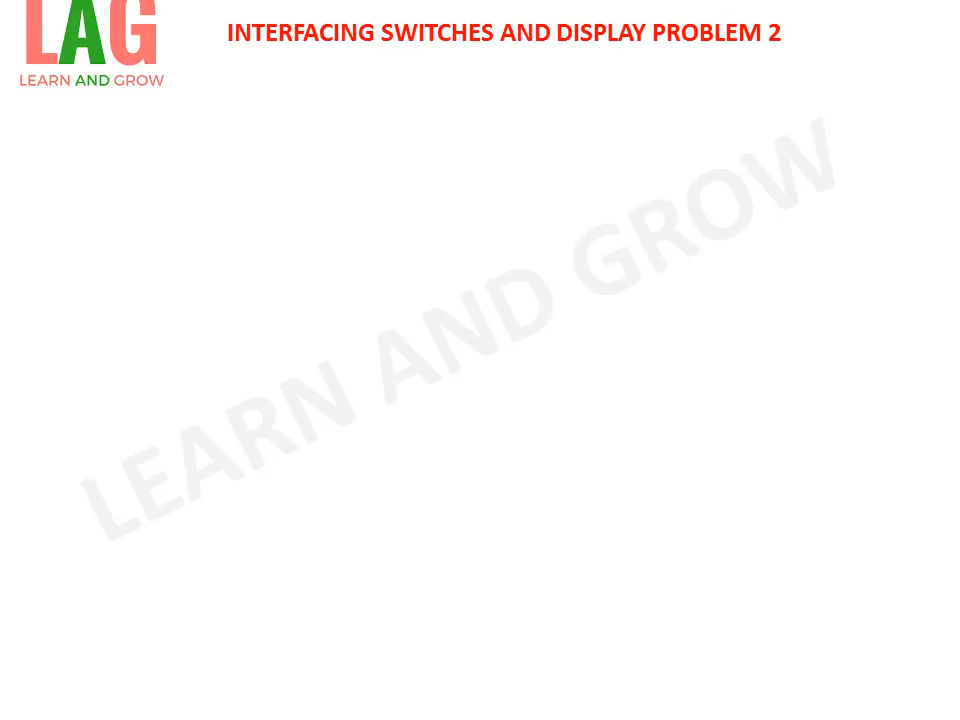 LAG
LEARN AND GROW
INTERFACING SWITCHES AND DISPLAY PROBLEM 2
LEARN AND GROW